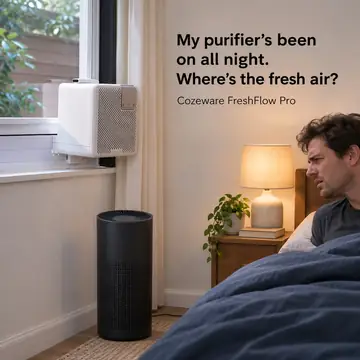 My purifier's been
on all night.
Where's the fresh air?
Cozeware FreshFlow Pro